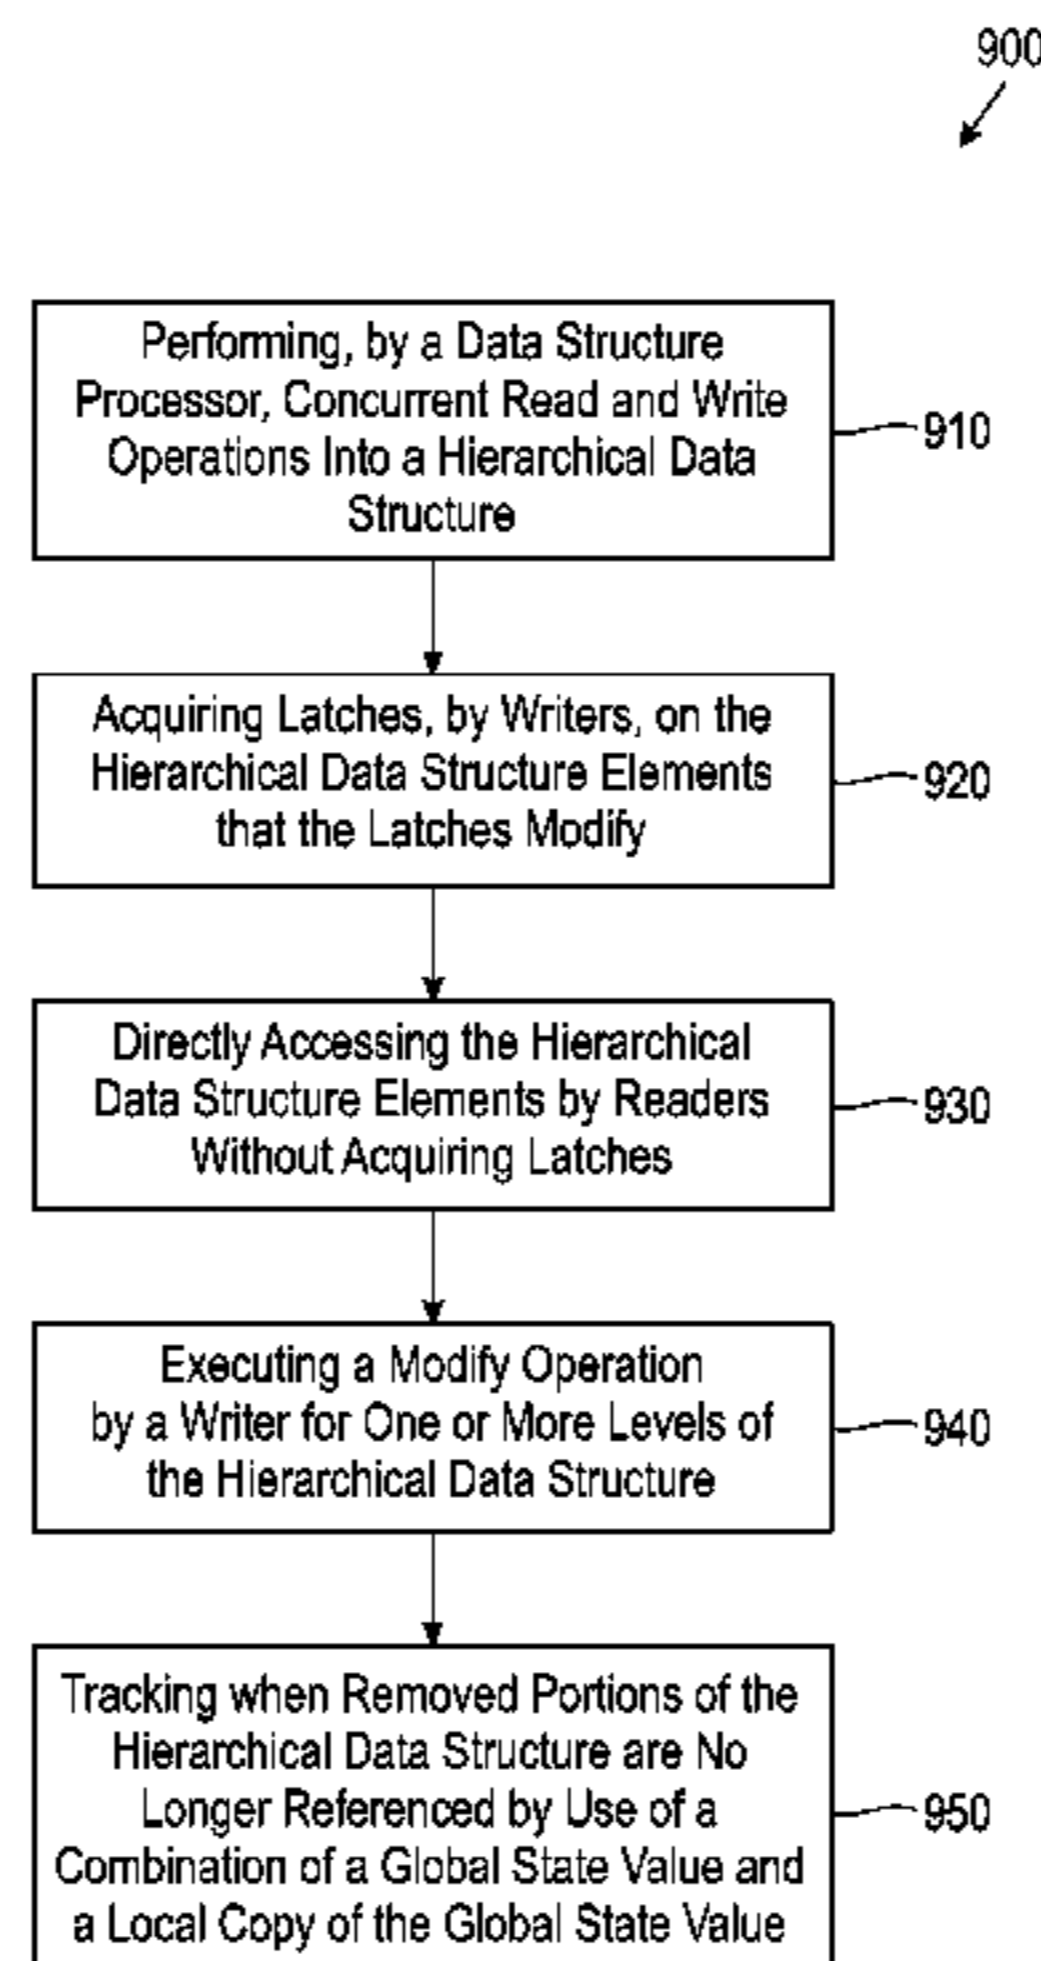 900
Performing, by a Data Structure
Processor, Concurrent Read and Write
Operations Into a Hierarchical Data
Structure
910
Acquiring Latches, by Writers, on the
Hierarchical Data Structure Elements
that the Latches Modify
920
Directly Accessing the Hierarchical
Data Structure Elements by Readers
Without Acquiring Latches
930
Executing a Modify Operation
by a Writer for One or More Levels of
the Hierarchical Data Structure
940
Tracking when Removed Portions of the
Hierarchical Data Structure are No
Longer Referenced by Use of a
Combination of a Global State Value and
a Local Copy of the Global State Value
950